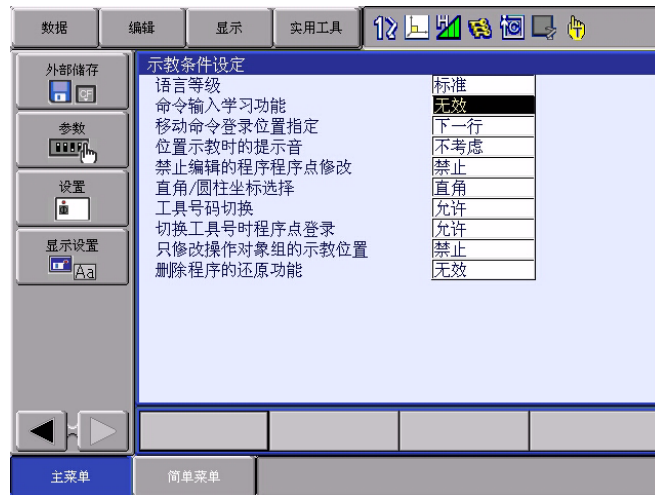 数据 编辑 显示 实用工具
外部储存
CF
示教条件设定
语言等级 标准
命令输入学习功能 无效
移动命令登录位置指定 下一行
位置示教时的提示音 不考虑
禁止编辑的程序程序点修改 禁止
直角/圆柱坐标选择 直角
工具号码切换 允许
切换工具号时程序点登录 允许
只修改操作对象组的示教位置 禁止
删除程序的还原功能 无效
参数
设置
显示设置
Aa
主菜单 简单菜单